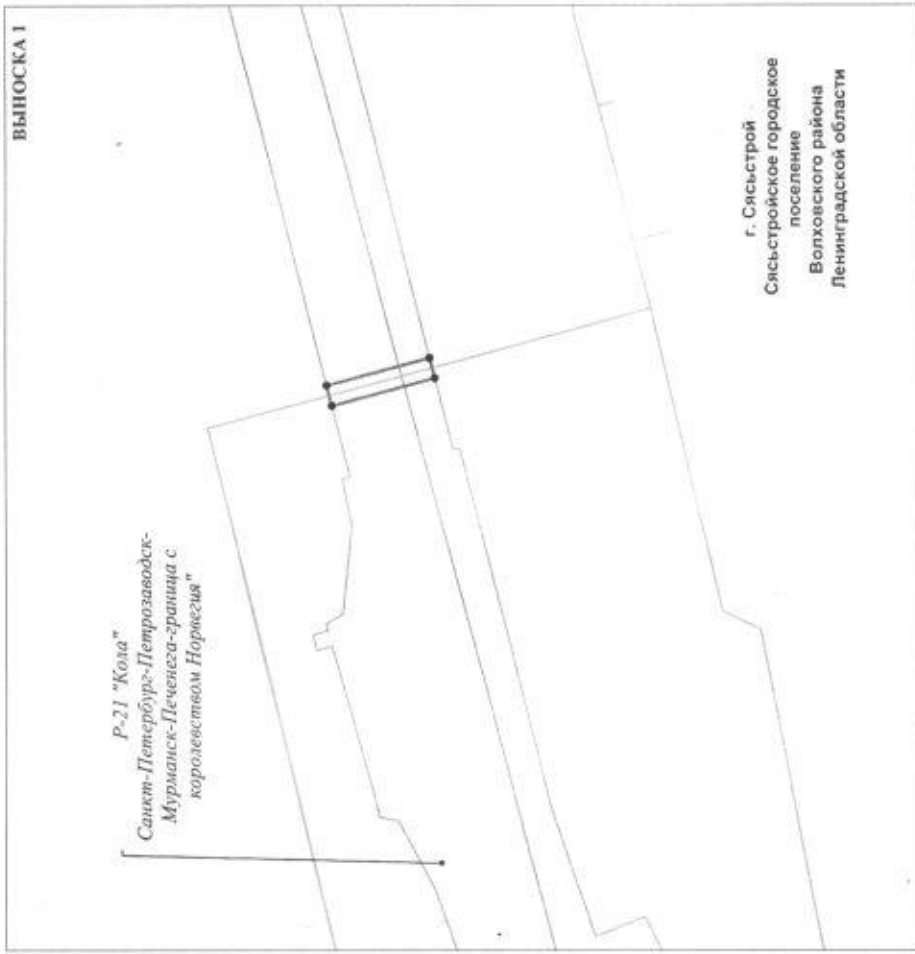 ВЫНОСКА 1
Р-21 "Кола"
Санкт-Петербург-Петрозаводск-
Мурманск-Печенега-граница с
королевством Норвегия"
г. Сясьстрой
Сясьстройское городское
поселение
Волховского района
Ленинградской области